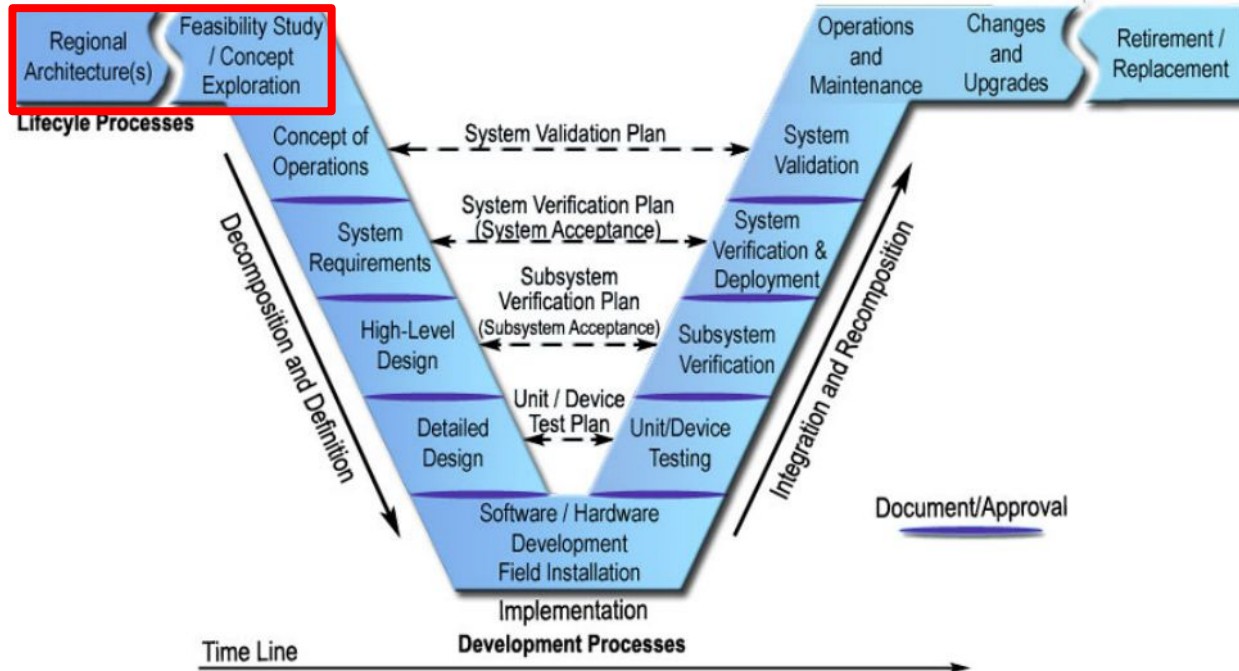 Regional
Architecture(s)
Feasibility Study
/ Concept
Exploration
Operations
and
Maintenance
Changes
and
Upgrades
Retirement /
Replacement
Lifecyle Processes
Concept of
Operations
System Validation Plan
System
Validation
System
Requirements
System Verification Plan
(System Acceptance)
System
Verification &
Deployment
High-Level
Design
Subsystem
Verification Plan
(Subsystem Acceptance)
Subsystem
Verification
Detailed
Design
Unit / Device
Test Plan
Unit/Device
Testing
Decomposition and Definition
Integration and Recomposition
Software / Hardware
Development
Field Installation
Document/Approval
Implementation
Development Processes
Time Line